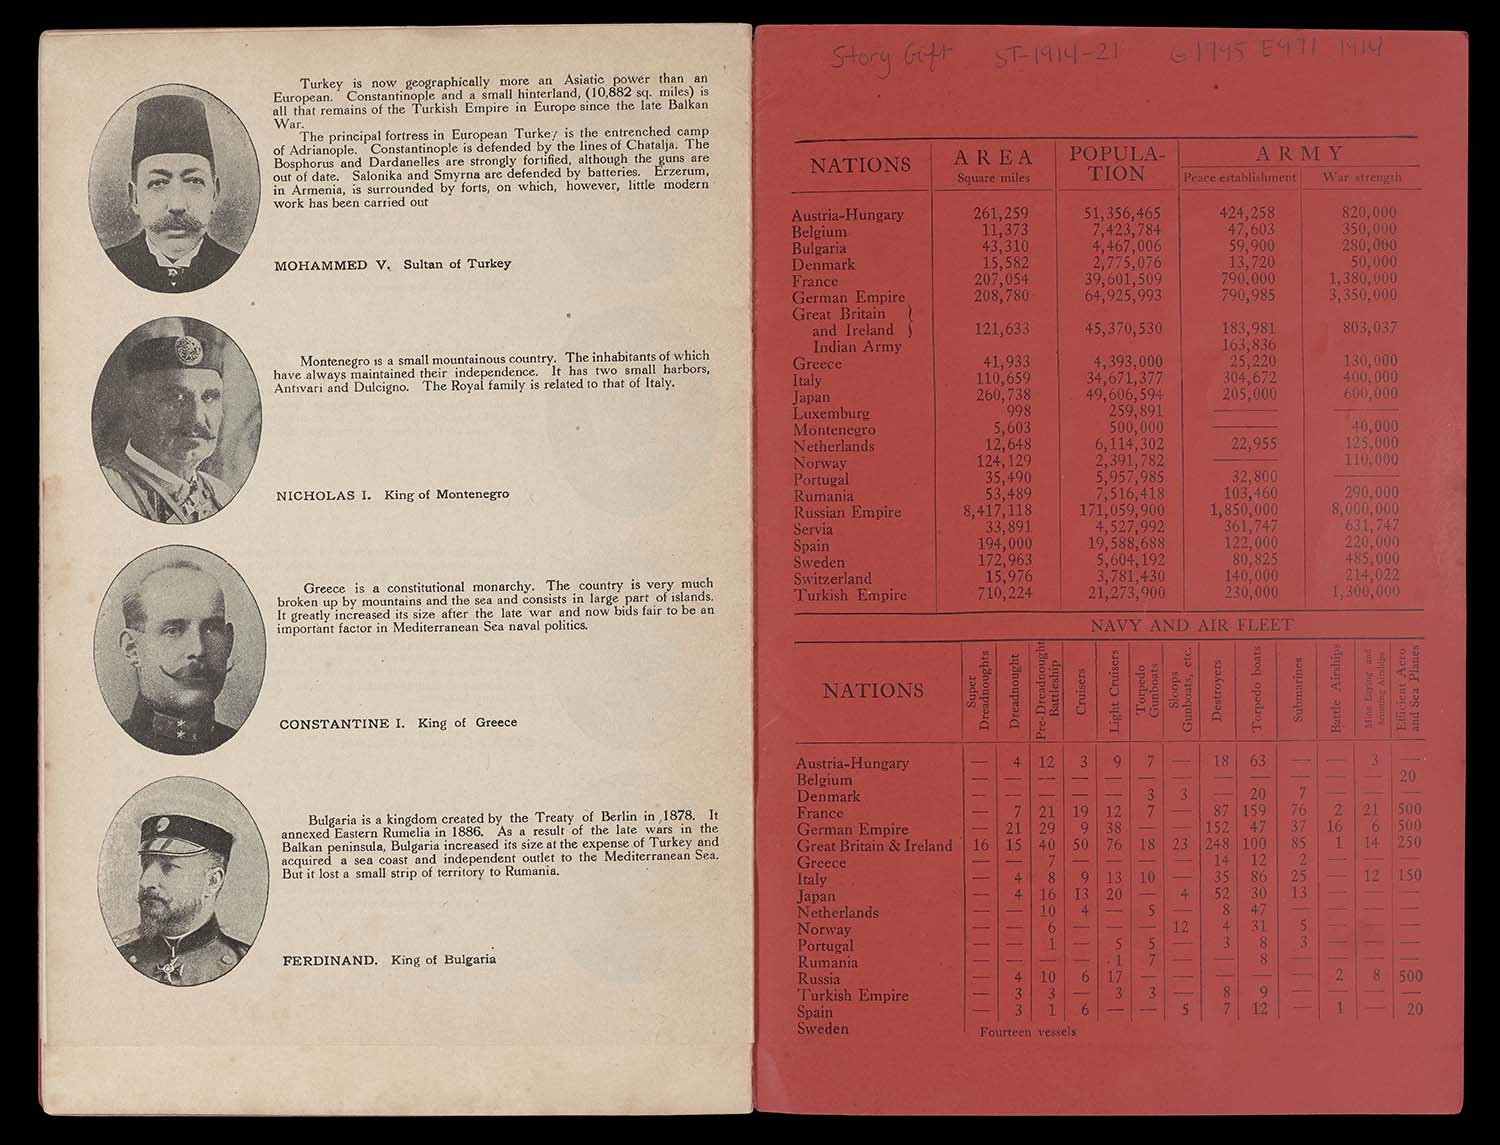 Turkey is now geographically more an Asiatic power than an
European. Constantinople and a small hinterland, (10,882 sq. miles) is
all that remains of the Turkish Empire in Europe since the late Balkan
War.
The principal fortress in European Turkey is the entrenched camp
of Adrianople. Constantinople is defended by the lines of Chatalja. The
Bosphorus and Dardanelles are strongly fortified, although the guns are
out of date. Salonika and Smyrna are defended by batteries. Erzerum,
in Armenia, is surrounded by forts, on which, however, little modern
work has been carried out
MOHAMMED V. Sultan of Turkey
Montenegro is a small mountainous country. The inhabitants of which
have always maintained their independence. It has two small harbors,
Antivari and Dulcigno. The Royal family is related to that of Italy.
NICHOLAS I. King of Montenegro
Greece is a constitutional monarchy. The country is very much
broken up by mountains and the sea and consists in large part of islands.
It greatly increased its size after the late war and now bids fair to be an
important factor in Mediterranean Sea naval politics.
CONSTANTINE I. King of Greece
Bulgaria is a kingdom created by the Treaty of Berlin in 1878. It
annexed Eastern Rumelia in 1886. As a result of the late wars in the
Balkan peninsula, Bulgaria increased its size at the expense of Turkey and
acquired a sea coast and independent outlet to the Mediterranean Sea.
But it lost a small strip of territory to Rumania.
FERDINAND. King of Bulgaria
Story Gift ST-1914-21 G1795 E971 1914
NATIONS AREA Square miles POPULA-TION ARMY Peace establishment War strength
Austria-Hungary 261,259 51,356,465 424,258 820,000
Belgium 11,373 7,423,784 47,603 350,000
Bulgaria 43,310 4,467,006 59,900 280,000
Denmark 15,582 2,775,076 13,720 50,000
France 207,054 39,601,509 790,000 1,380,000
German Empire 208,780 64,925,993 790,985 3,350,000
Great Britain }
and Ireland } 121,633 45,370,530 183,981 803,037
Indian Army 163,836
Greece 41,933 4,393,000 25,220 130,000
Italy 110,659 34,671,377 304,672 400,000
Japan 260,738 49,606,594 205,000 600,000
Luxemburg 998 259,891 — —
Montenegro 5,603 500,000 — 40,000
Netherlands 12,648 6,114,302 22,955 125,000
Norway 124,129 2,391,782 — 110,000
Portugal 35,490 5,957,985 32,800 —
Rumania 53,489 7,516,418 103,460 290,000
Russian Empire 8,417,118 171,059,900 1,850,000 8,000,000
Servia 33,891 4,527,992 361,747 631,747
Spain 194,000 19,588,688 122,000 220,000
Sweden 172,963 5,604,192 80,825 485,000
Switzerland 15,976 3,781,430 140,000 214,022
Turkish Empire 710,224 21,273,900 230,000 1,300,000
NAVY AND AIR FLEET
NATIONS Super Dreadnoughts Dreadnought Pre-Dreadnought Battleship Cruisers Light Cruisers Torpedo Gunboats Sloops Gunboats, etc. Destroyers Torpedo boats Submarines Battle Airships Mine Laying and Scouting Airships Efficient Aero and Sea Planes
Austria-Hungary — 4 12 3 9 7 — 18 63 — — 3 —
Belgium — — — — — — — — — — — — 20
Denmark — — — — — 3 3 — 20 7 — — —
France — 7 21 19 12 7 — 87 159 76 2 21 500
German Empire — 21 29 9 38 — — 152 47 37 16 6 500
Great Britain & Ireland 16 15 40 50 76 18 23 248 100 85 1 14 250
Greece — — 7 — — — — 14 12 2 — — —
Italy — 4 8 9 13 10 — 35 86 25 — 12 150
Japan — 4 16 13 20 — 4 52 30 13 — — —
Netherlands — — 10 4 — 5 — 8 47 — — — —
Norway — — 6 — — — 12 4 31 5 — — —
Portugal — — 1 — 5 5 — 3 8 3 — — —
Rumania — — — — 1 7 — — 8 — — — —
Russia — 4 10 6 17 — — — — — 2 8 500
Turkish Empire — 3 3 — 3 3 — 8 9 — — — —
Spain — 3 1 6 — — 5 7 12 — 1 — 20
Sweden Fourteen vessels